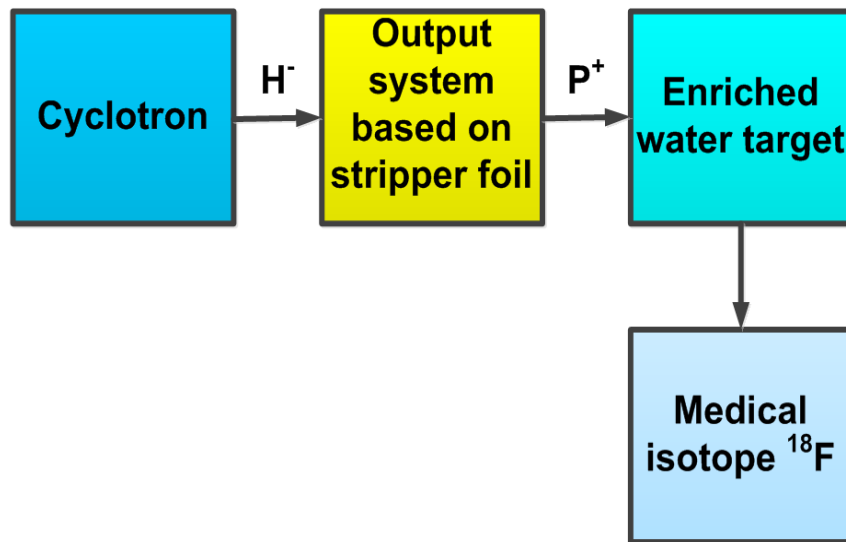 Cyclotron
H⁻
Output
system
based on
stripper foil
P⁺
Enriched
water target
Medical
isotope ¹⁸F